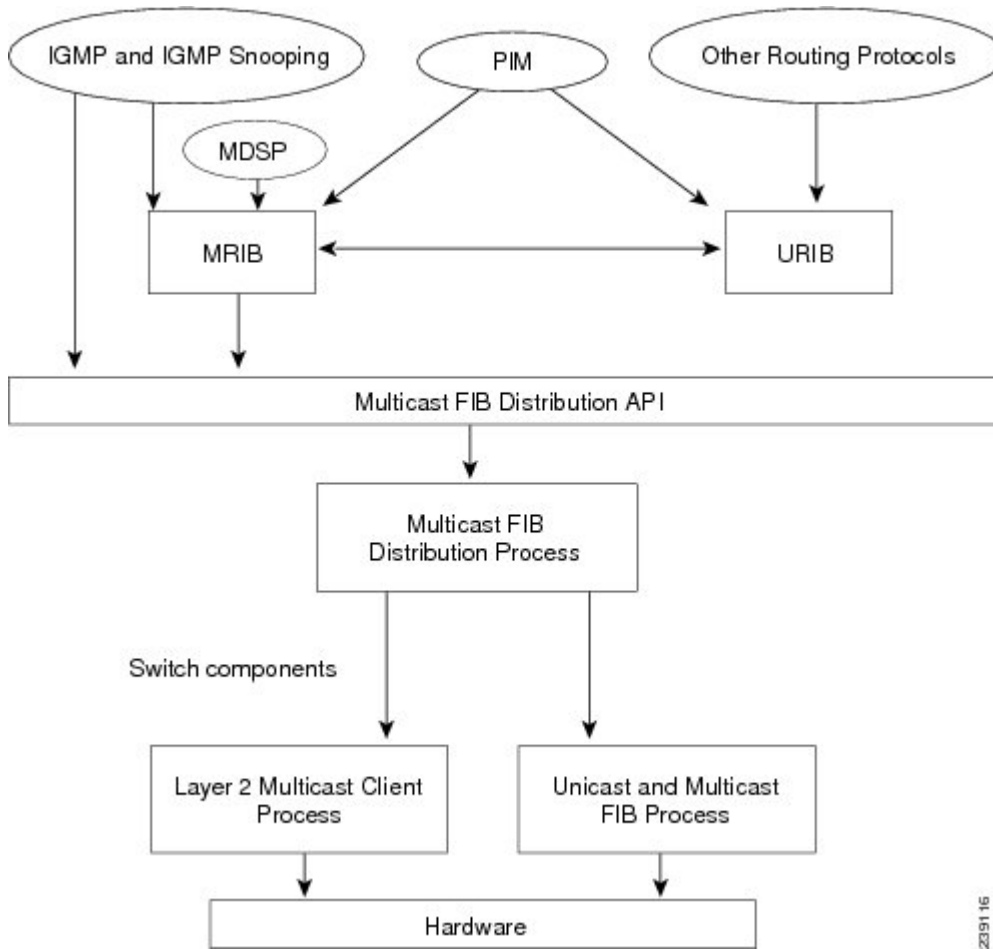 IGMP and IGMP Snooping
PIM
Other Routing Protocols
MDSP
MRIB
URIB
Multicast FIB Distribution API
Multicast FIB
Distribution Process
Switch components
Layer 2 Multicast Client
Process
Unicast and Multicast
FIB Process
Hardware
239116